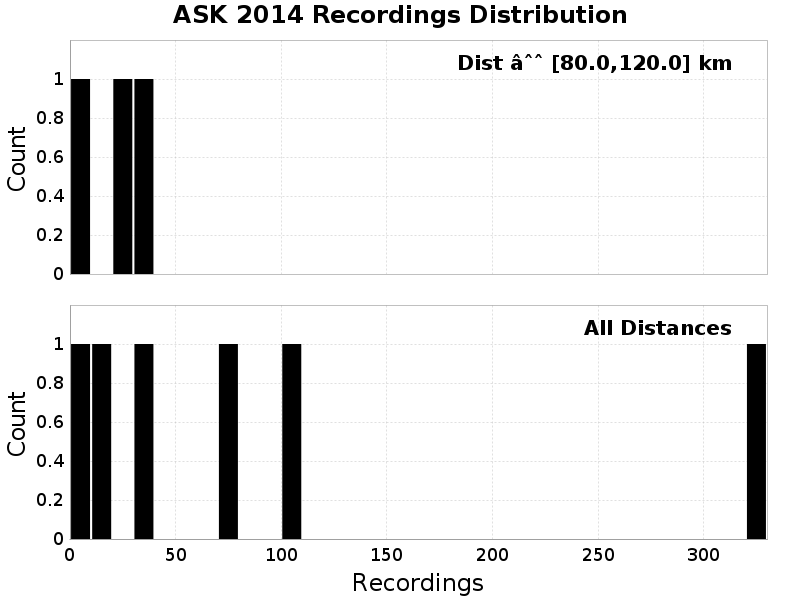 ASK 2014 Recordings Distribution
Dist âˆˆ [80.0,120.0] km
1
0.8
0.6
0.4
0.2
0
Count
All Distances
1
0.8
0.6
0.4
0.2
0
Count
0 50 100 150 200 250 300
Recordings